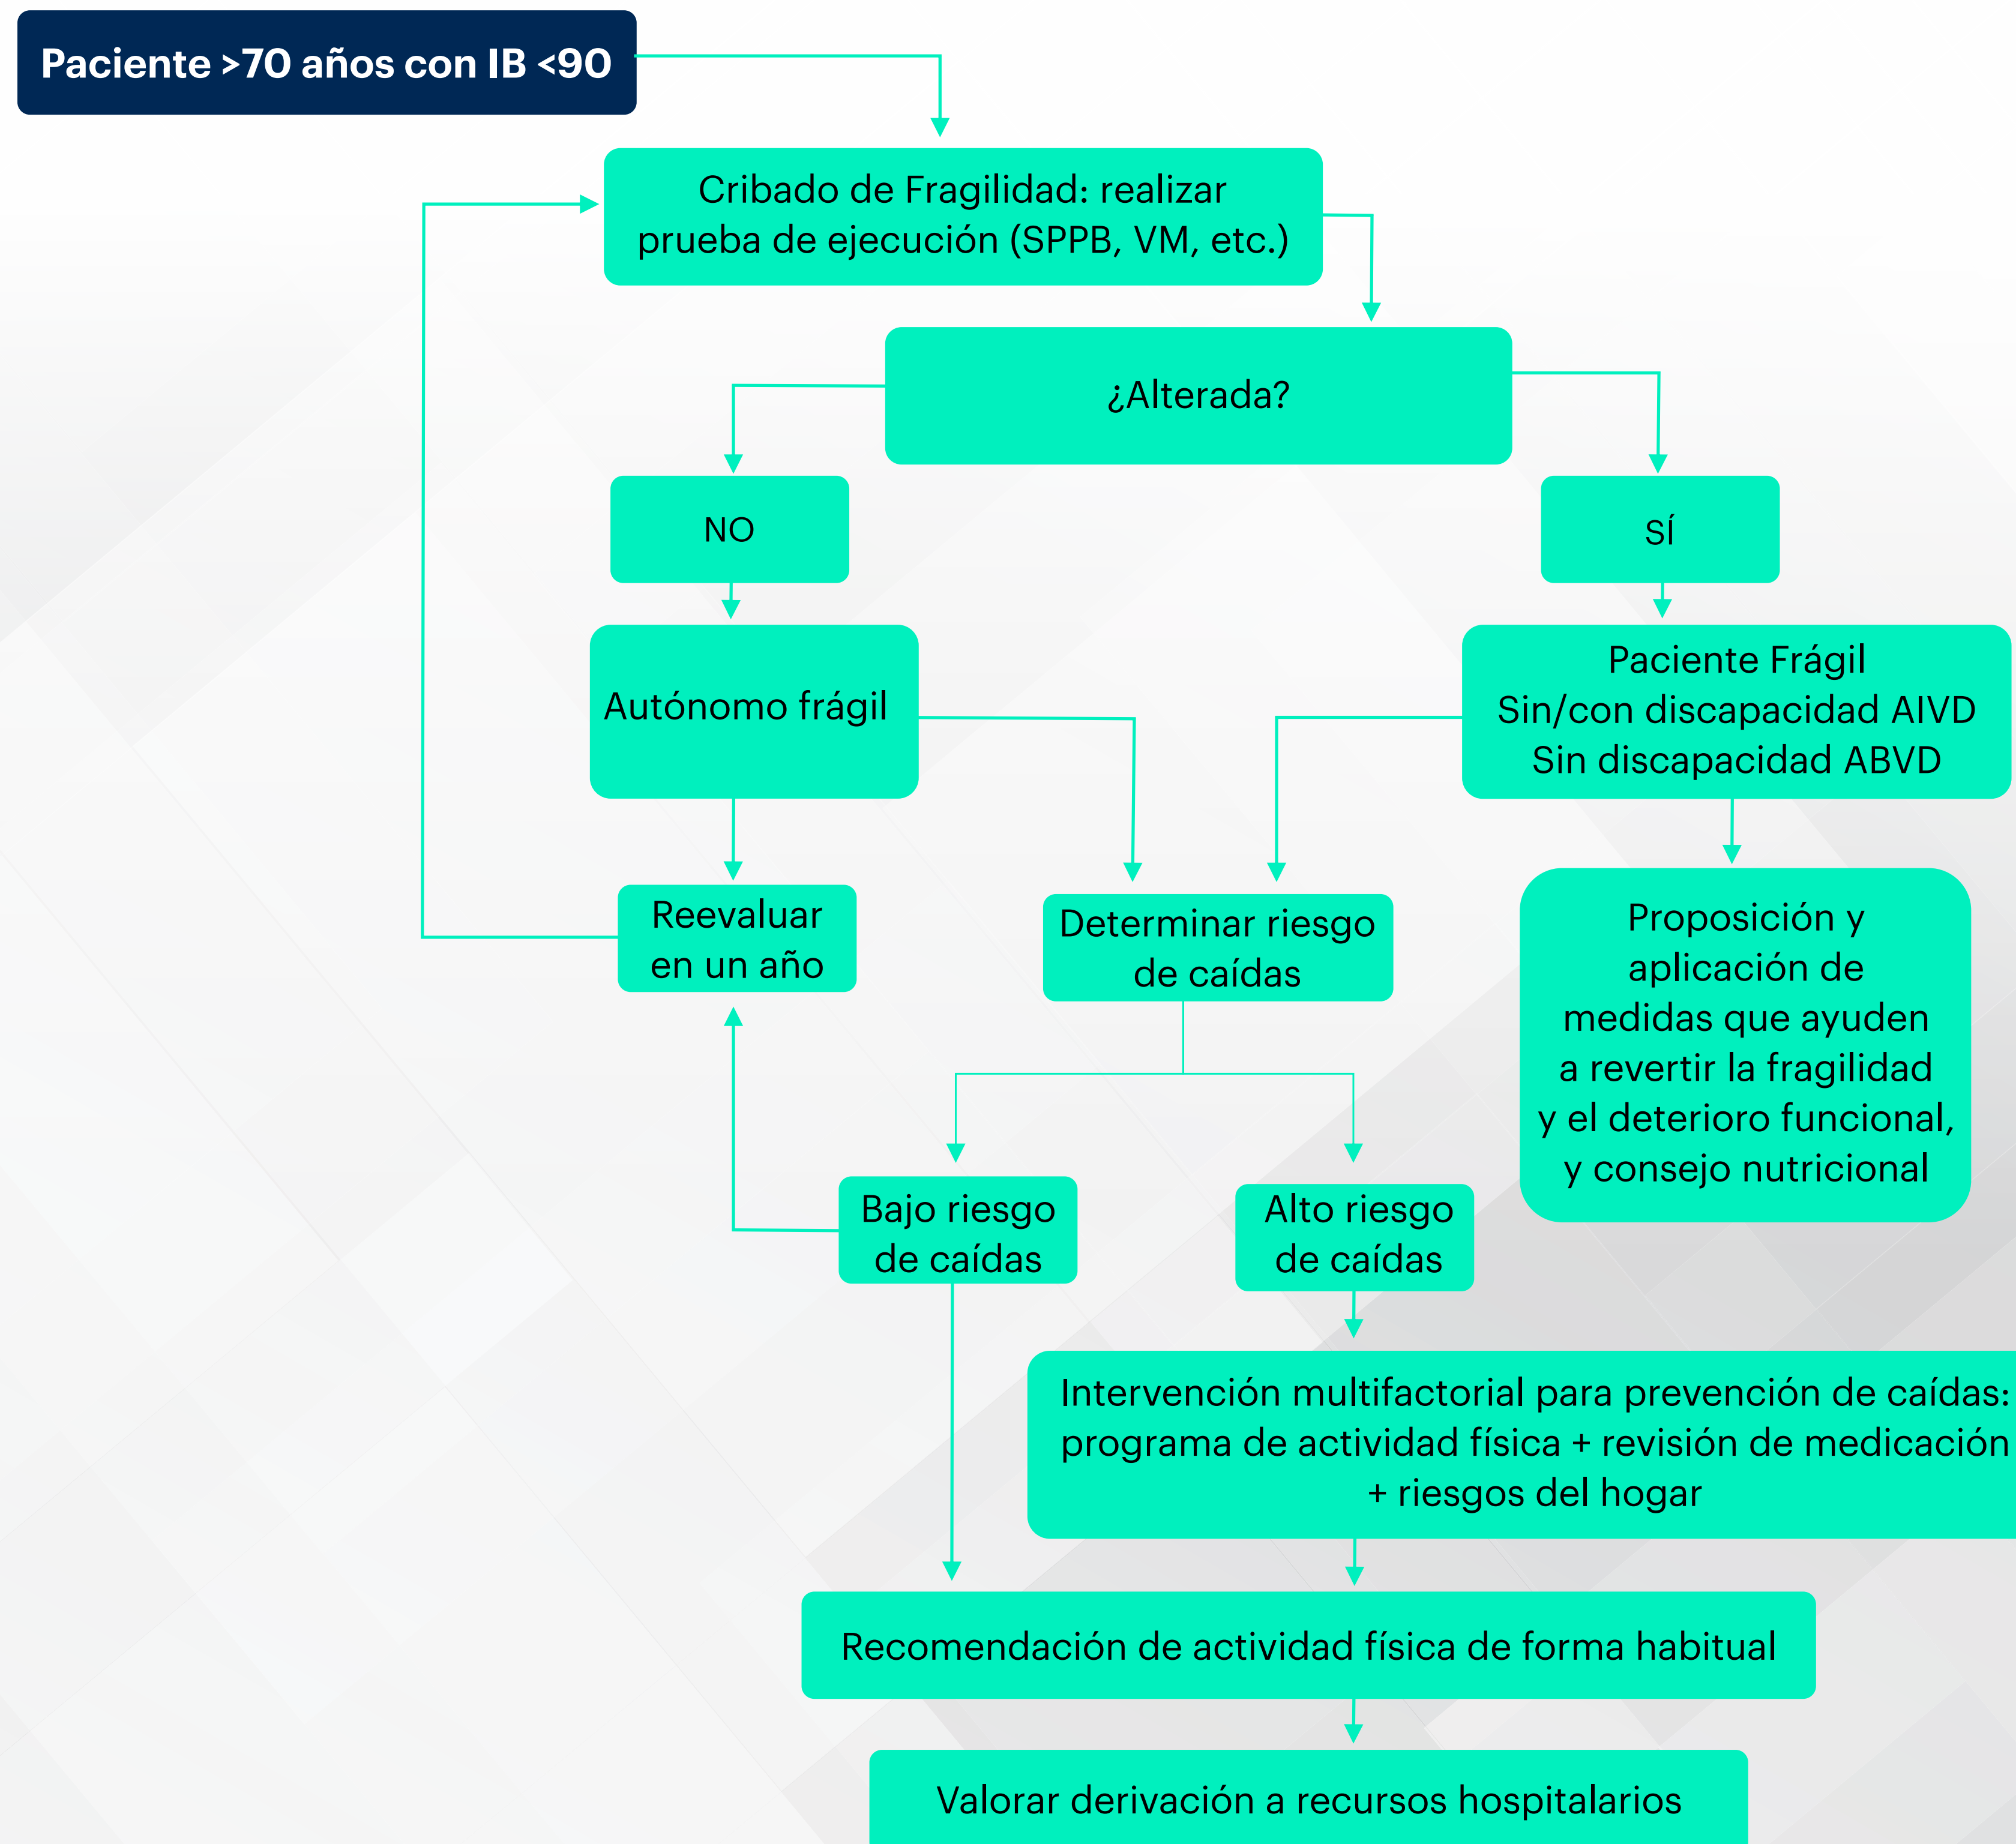 Paciente >70 años con IB <90
Cribado de Fragilidad: realizar
prueba de ejecución (SPPB, VM, etc.)
¿Alterada?
NO
SÍ
Autónomo frágil
Paciente Frágil
Sin/con discapacidad AIVD
Sin discapacidad ABVD
Reevaluar
en un año
Determinar riesgo
de caídas
Proposición y
aplicación de
medidas que ayuden
a revertir la fragilidad
y el deterioro funcional,
y consejo nutricional
Bajo riesgo
de caídas
Alto riesgo
de caídas
Intervención multifactorial para prevención de caídas:
programa de actividad física + revisión de medicación
+ riesgos del hogar
Recomendación de actividad física de forma habitual
Valorar derivación a recursos hospitalarios